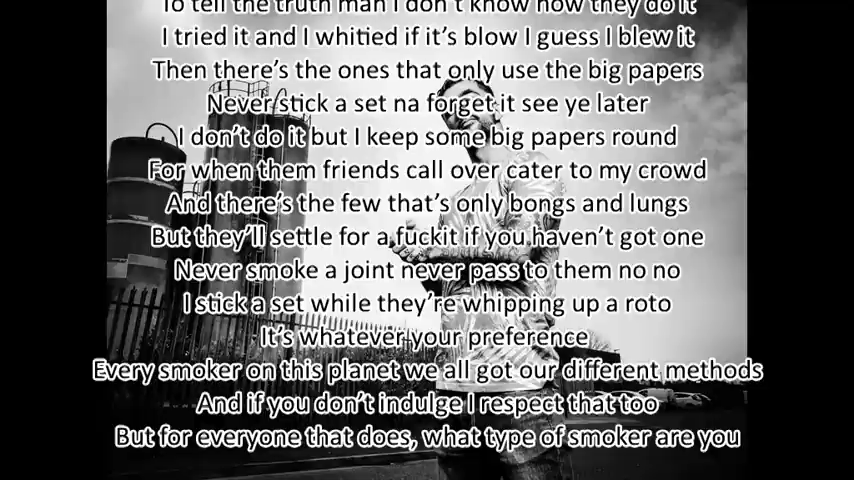 To tell the truth man I don't know how they do it
I tried it and I whitied if it's blow I guess I blew it
Then there's the ones that only use the big papers
Never stick a set na forget it see ye later
I don't do it but I keep some big papers round
For when them friends call over cater to my crowd
And there's the few that's only bongs and lungs
But they'll settle for a fuckit if you haven't got one
Never smoke a joint never pass to them no no
I stick a set while they're whipping up a roto
It's whatever your preference
Every smoker on this planet we all got our different methods
And if you don't indulge I respect that too
But for everyone that does, what type of smoker are you